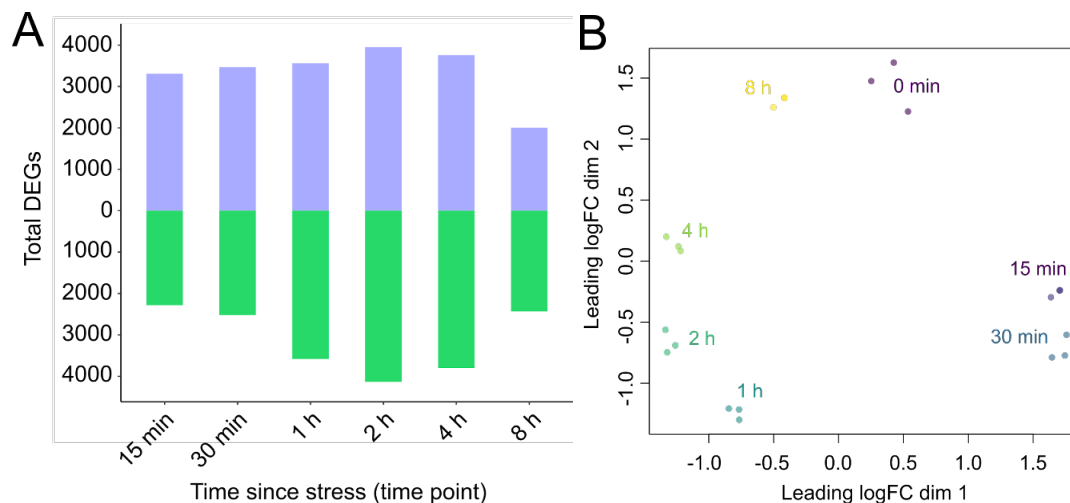 A
Total DEGs
4000
3000
2000
1000
0
1000
2000
3000
4000
15 min
30 min
1 h
2 h
4 h
8 h
Time since stress (time point)
B
Leading logFC dim 2
1.5
1.0
0.5
0.0
-0.5
-1.0
8 h
0 min
4 h
15 min
2 h
30 min
1 h
-1.0
-0.5
0.0
0.5
1.0
1.5
Leading logFC dim 1